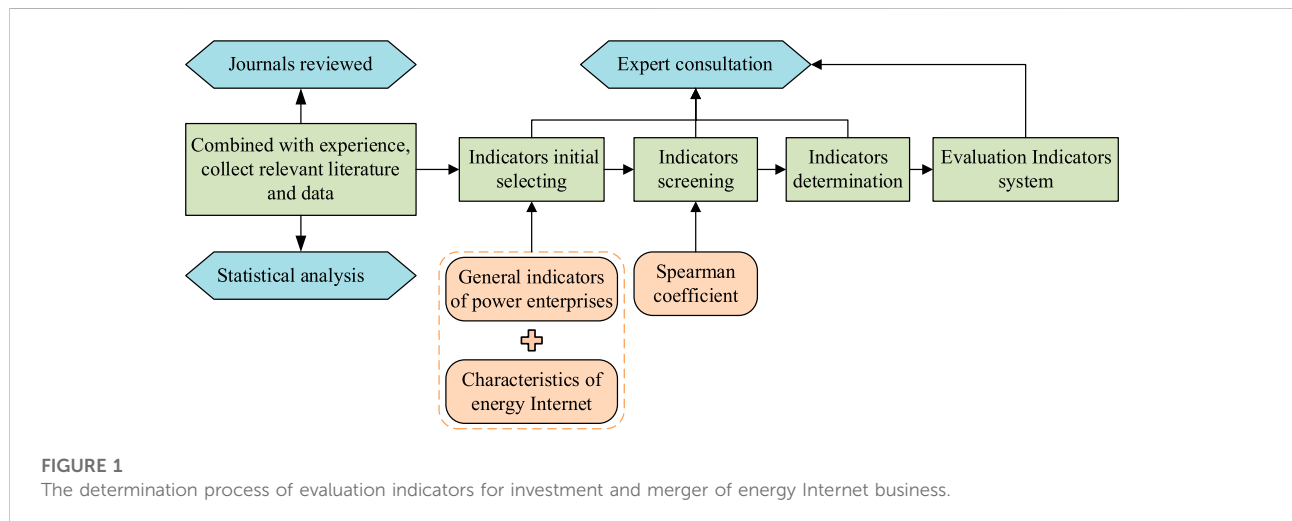 Journals reviewed
Expert consultation
Combined with experience,
collect relevant literature
and data
Indicators initial
selecting
Indicators
screening
Indicators
determination
Evaluation Indicators
system
Statistical analysis
General indicators
of power enterprises
Spearman
coefficient
Characteristics of
energy Internet
FIGURE 1
The determination process of evaluation indicators for investment and merger of energy Internet business.